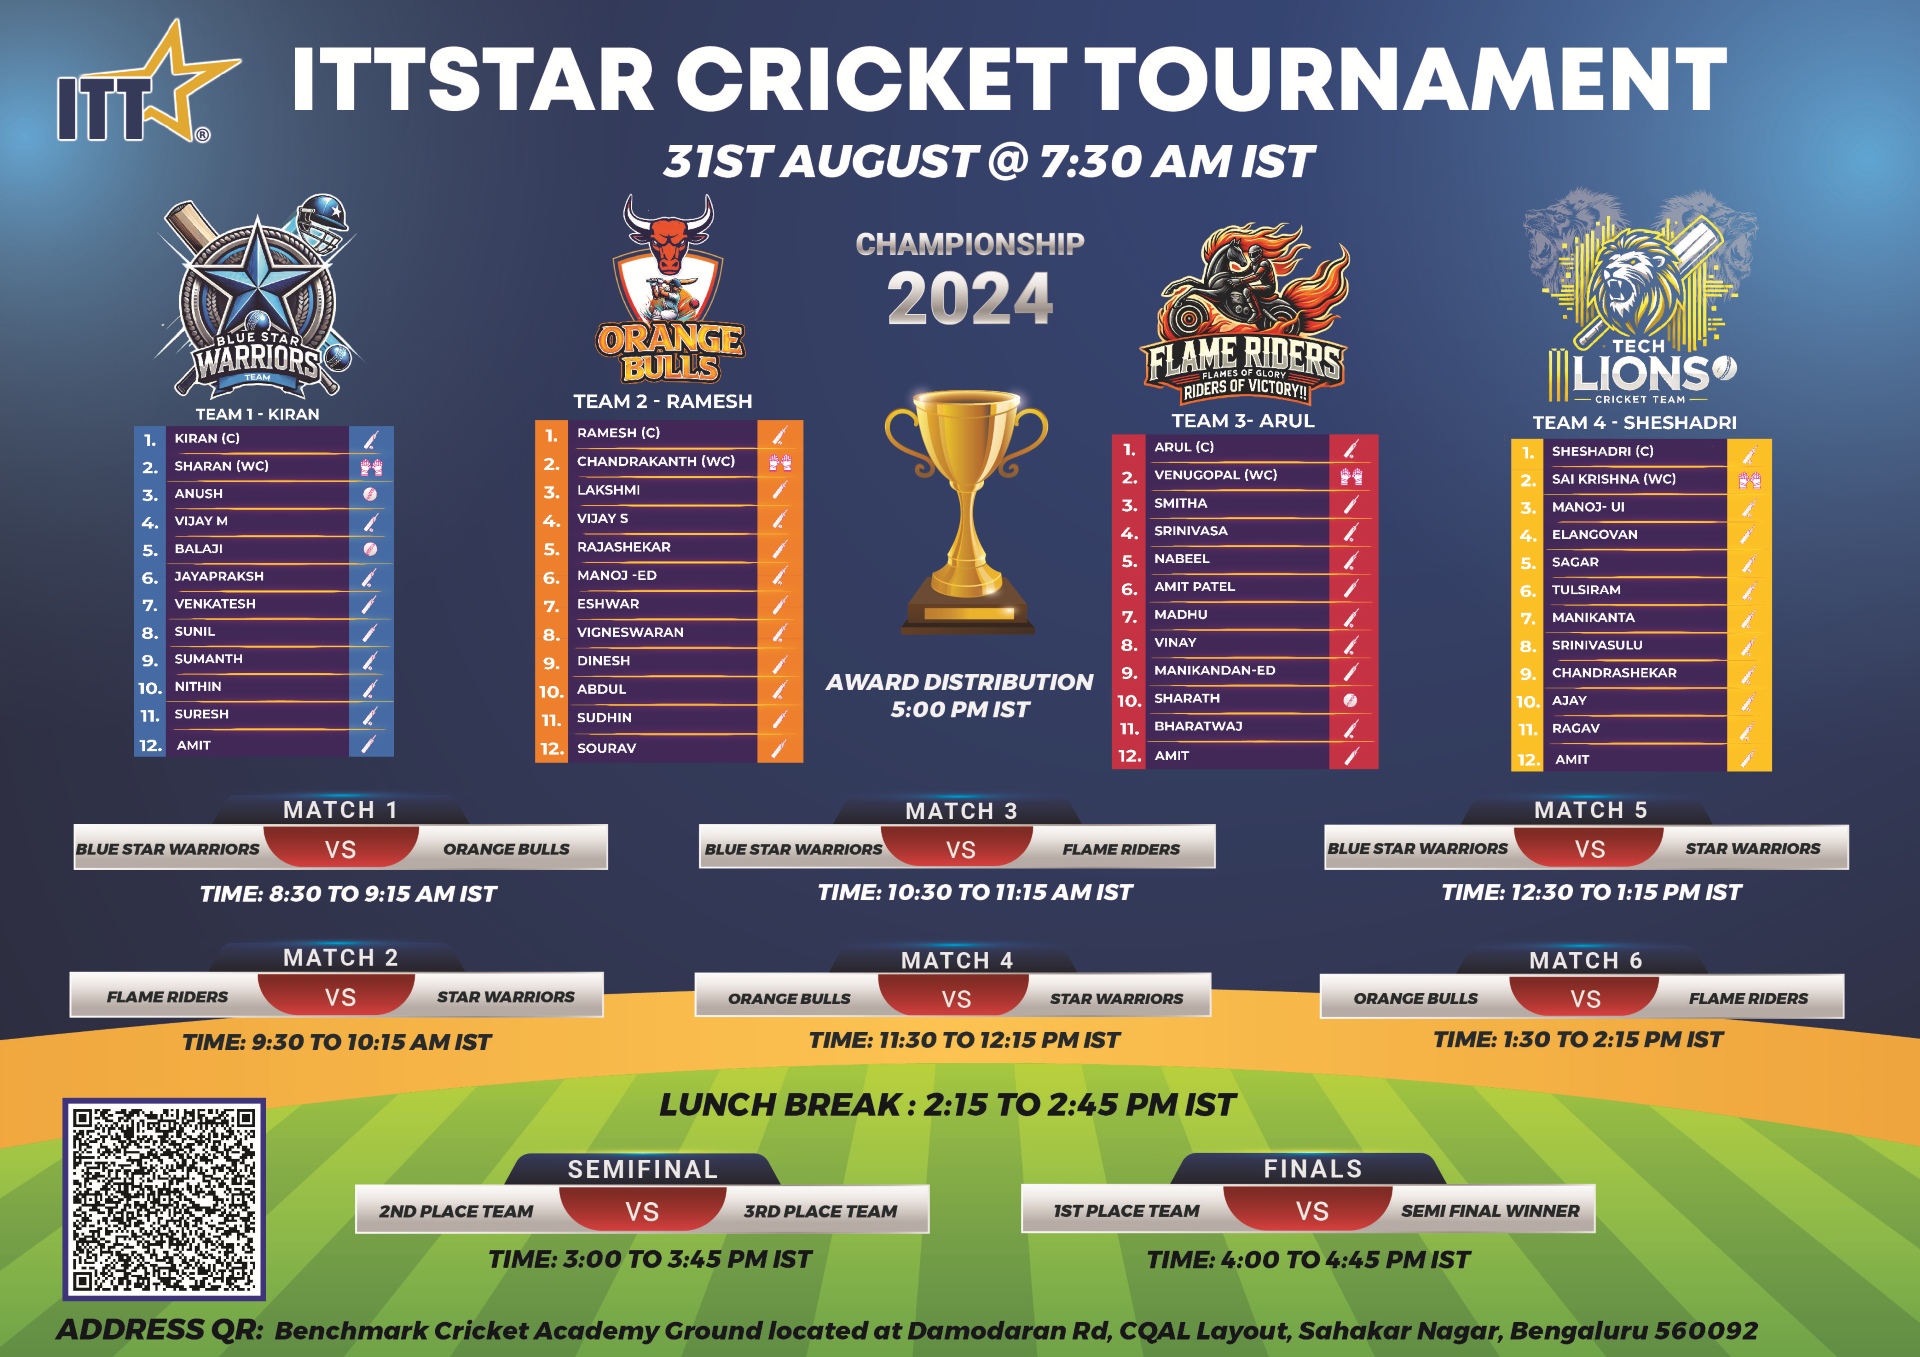 ITT
®
ITTSTAR CRICKET TOURNAMENT
31ST AUGUST @ 7:30 AM IST
BLUE STAR
WARRIORS
TEAM
TEAM 1 - KIRAN
1. KIRAN (C)
2. SHARAN (WC)
3. ANUSH
4. VIJAY M
5. BALAJI
6. JAYAPRAKSH
7. VENKATESH
8. SUNIL
9. SUMANTH
10. NITHIN
11. SURESH
12. AMIT
ORANGE
BULLS
TEAM 2 - RAMESH
1. RAMESH (C)
2. CHANDRAKANTH (WC)
3. LAKSHMI
4. VIJAY S
5. RAJASHEKAR
6. MANOJ -ED
7. ESHWAR
8. VIGNESWARAN
9. DINESH
10. ABDUL
11. SUDHIN
12. SOURAV
CHAMPIONSHIP
2024
AWARD DISTRIBUTION
5:00 PM IST
FLAME RIDERS
FLAMES OF GLORY
RIDERS OF VICTORY!!
TEAM 3- ARUL
1. ARUL (C)
2. VENUGOPAL (WC)
3. SMITHA
4. SRINIVASA
5. NABEEL
6. AMIT PATEL
7. MADHU
8. VINAY
9. MANIKANDAN-ED
10. SHARATH
11. BHARATWAJ
12. AMIT
TECH
LIONS
CRICKET TEAM
TEAM 4 - SHESHADRI
1. SHESHADRI (C)
2. SAI KRISHNA (WC)
3. MANOJ- UI
4. ELANGOVAN
5. SAGAR
6. TULSIRAM
7. MANIKANTA
8. SRINIVASULU
9. CHANDRASHEKAR
10. AJAY
11. RAGAV
12. AMIT
MATCH 1
BLUE STAR WARRIORS VS ORANGE BULLS
TIME: 8:30 TO 9:15 AM IST
MATCH 3
BLUE STAR WARRIORS VS FLAME RIDERS
TIME: 10:30 TO 11:15 AM IST
MATCH 5
BLUE STAR WARRIORS VS STAR WARRIORS
TIME: 12:30 TO 1:15 PM IST
MATCH 2
FLAME RIDERS VS STAR WARRIORS
TIME: 9:30 TO 10:15 AM IST
MATCH 4
ORANGE BULLS VS STAR WARRIORS
TIME: 11:30 TO 12:15 PM IST
MATCH 6
ORANGE BULLS VS FLAME RIDERS
TIME: 1:30 TO 2:15 PM IST
LUNCH BREAK : 2:15 TO 2:45 PM IST
SEMIFINAL
2ND PLACE TEAM VS 3RD PLACE TEAM
TIME: 3:00 TO 3:45 PM IST
FINALS
1ST PLACE TEAM VS SEMI FINAL WINNER
TIME: 4:00 TO 4:45 PM IST
ADDRESS QR: Benchmark Cricket Academy Ground located at Damodaran Rd, CQAL Layout, Sahakar Nagar, Bengaluru 560092